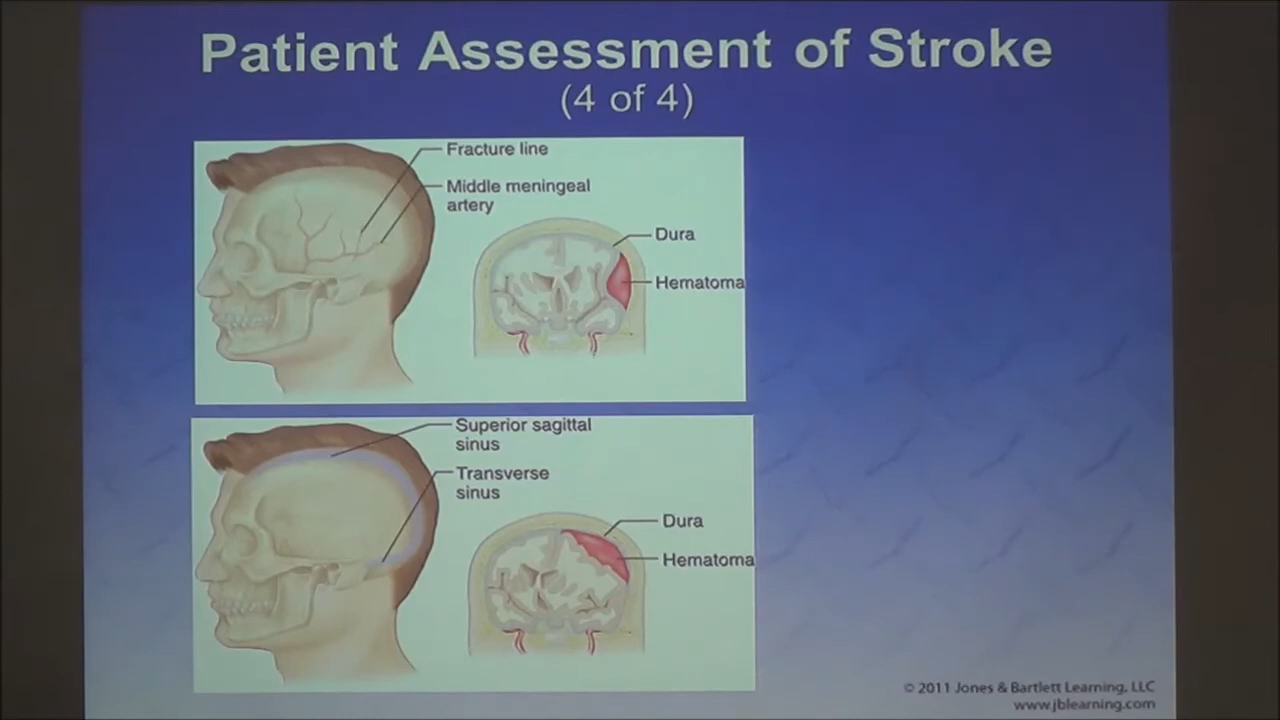 Patient Assessment of Stroke
(4 of 4)
Fracture line
Middle meningeal
artery
Dura
Hematoma
Superior sagittal
sinus
Transverse
sinus
Dura
Hematoma
© 2011 Jones & Bartlett Learning, LLC
www.jblearning.com